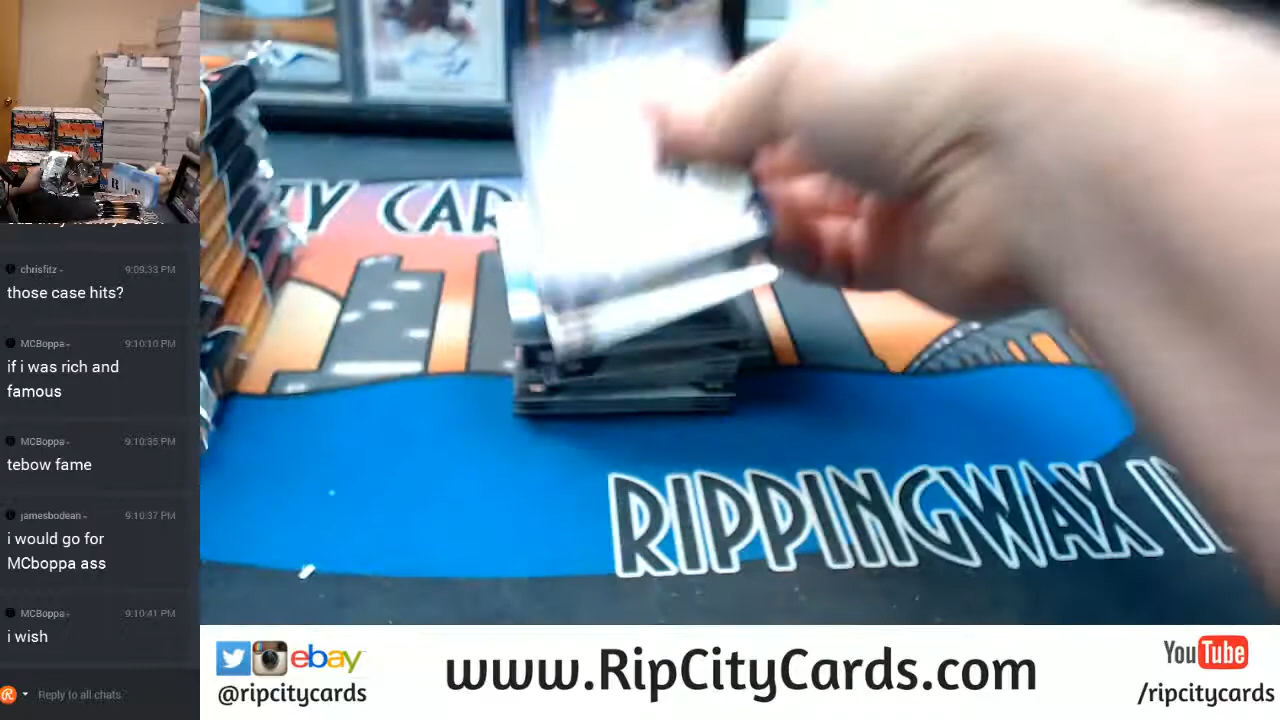 chrisfitz -
9:09:33 PM
those case hits?
MCBoppa -
9:10:10 PM
if i was rich and
famous
MCBoppa -
9:10:35 PM
tebow fame
jamesbodean -
9:10:37 PM
i would go for
MCboppa ass
MCBoppa -
9:10:41 PM
i wish
Reply to all chats
RIPPINGWAX
ebay
@ripcitycards
www.RipCityCards.com
YouTube
/ripcitycards